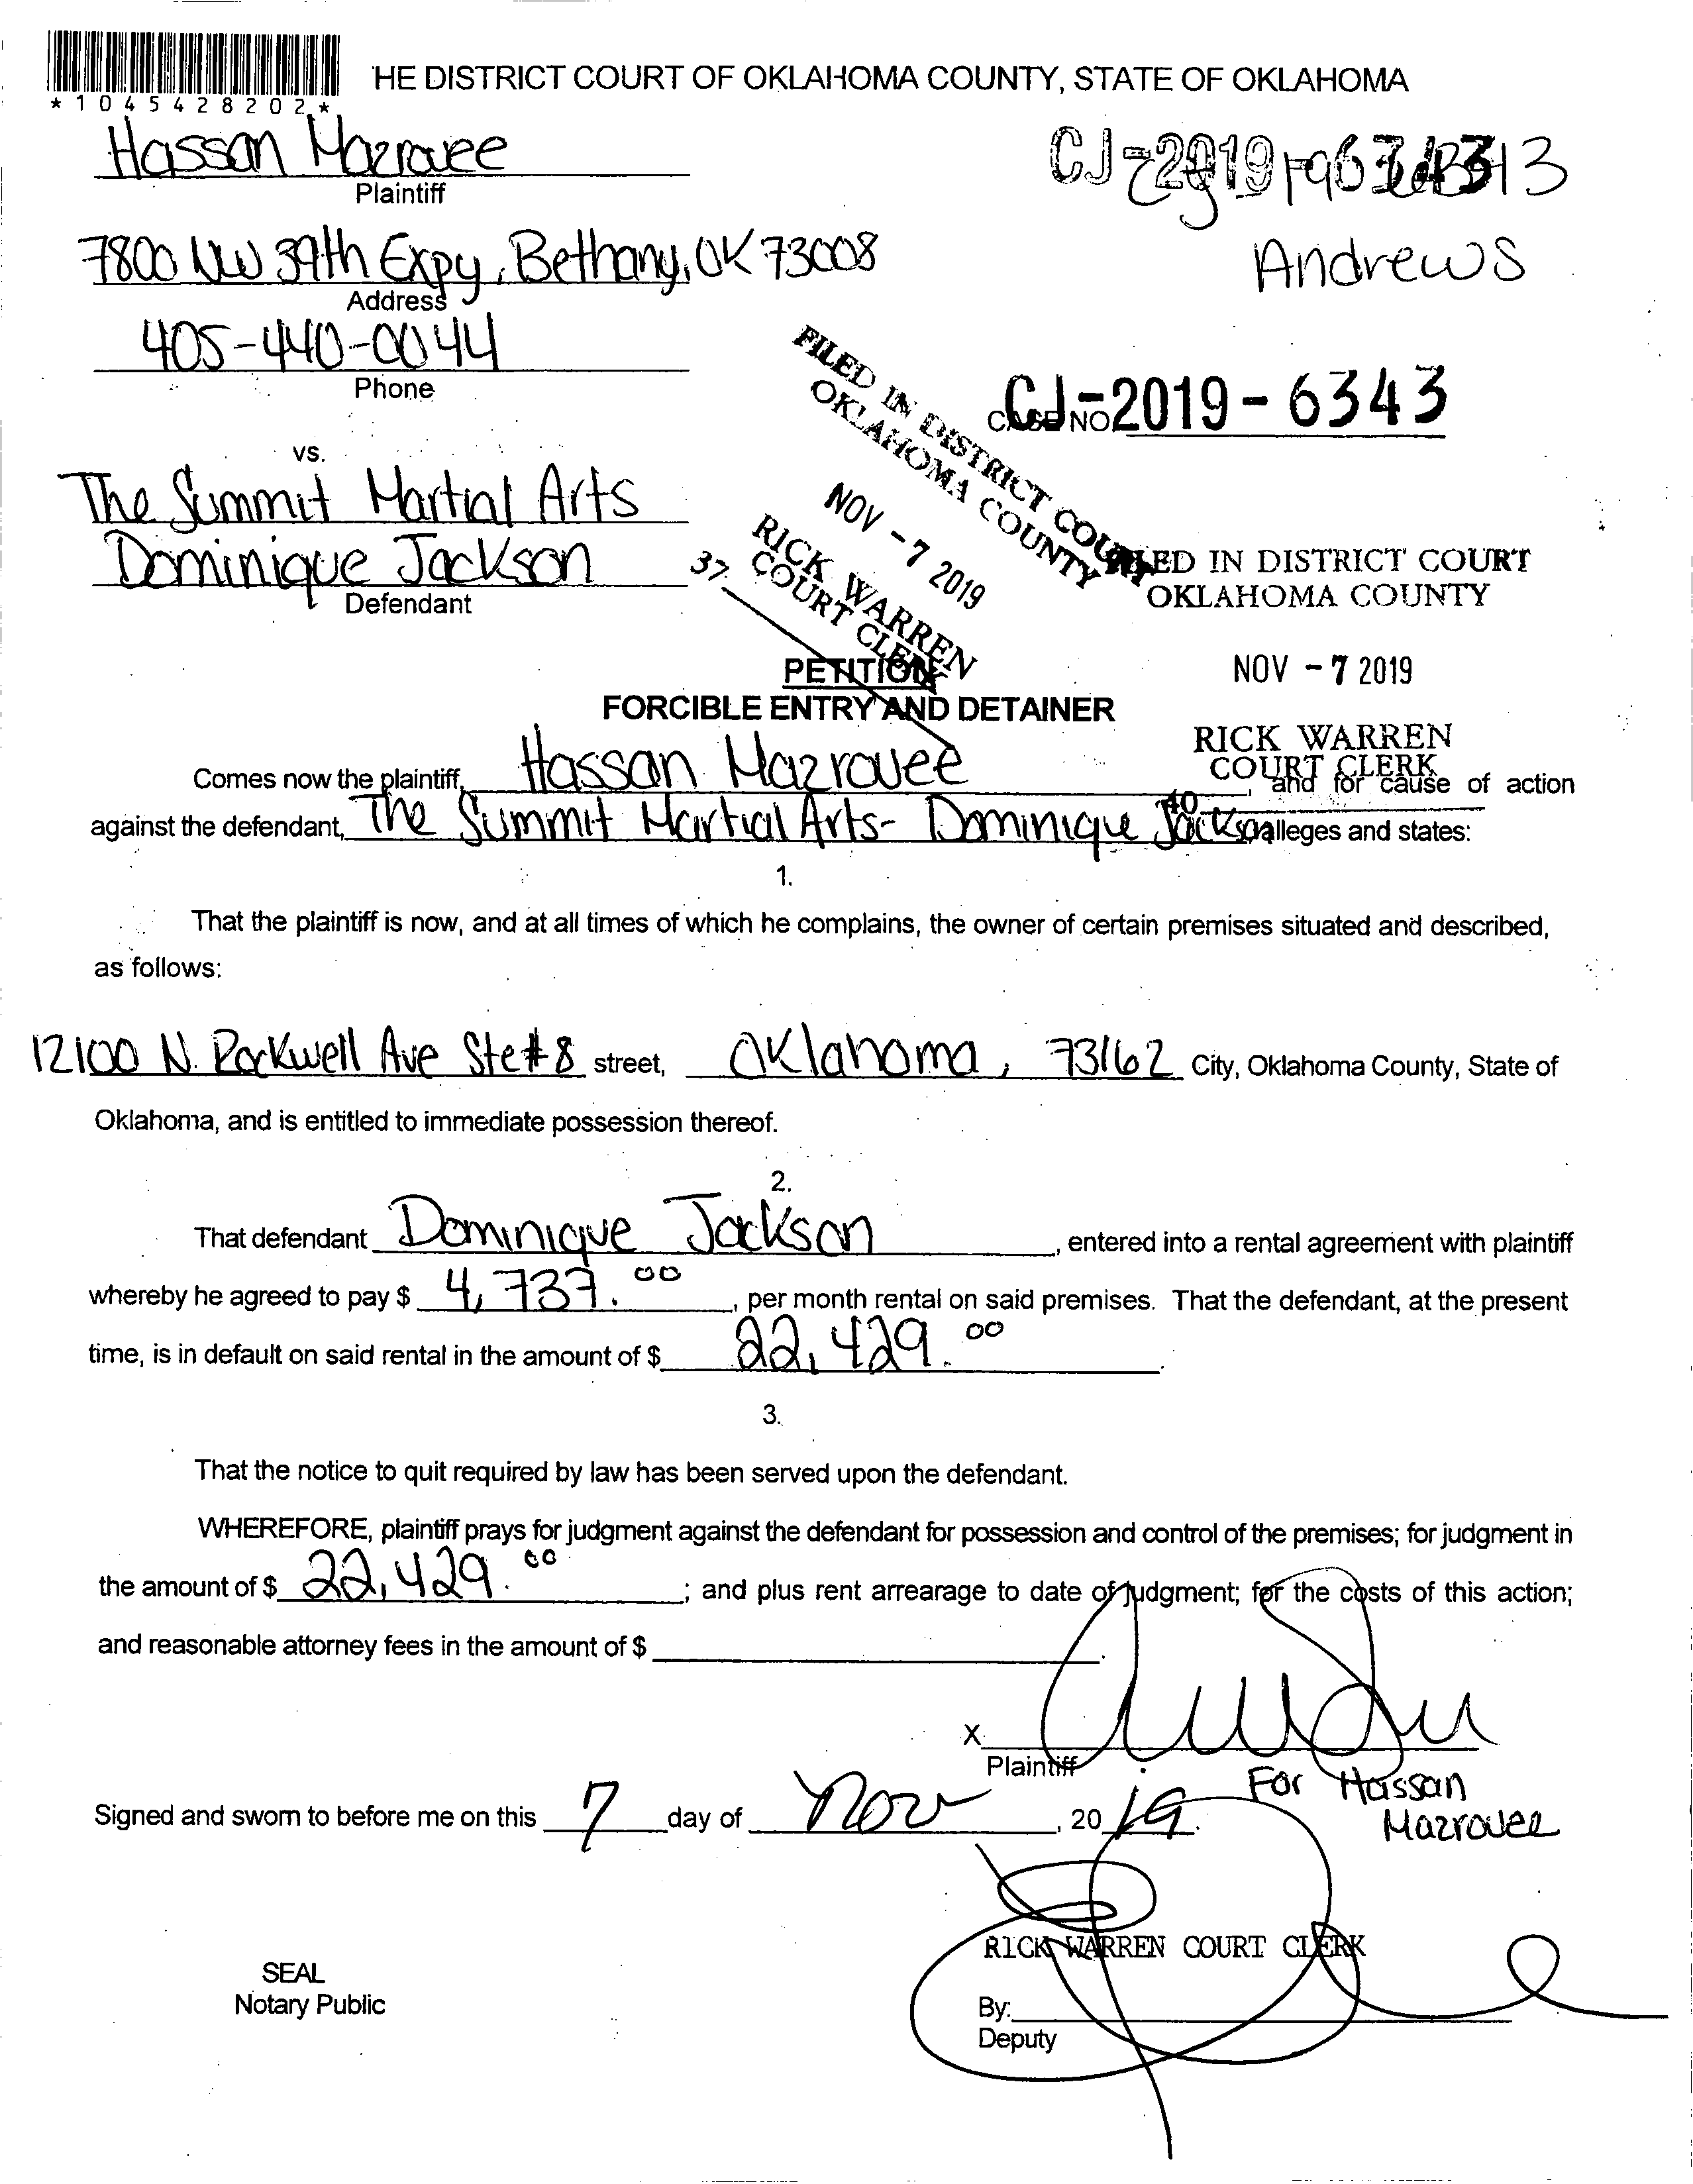 *1045428202*
HE DISTRICT COURT OF OKLAHOMA COUNTY, STATE OF OKLAHOMA
Hassan Mazrouee
Plaintiff
CJ-2019-6343
Andrews
7800 NW 39th Expy, Bethany, OK 73008
Address
405-440-0044
Phone
CASE NO. CJ-2019-6343
vs.
The Summit Martial Arts
Dominique Jackson
Defendant
FILED IN DISTRICT COURT
OKLAHOMA COUNTY
NOV -7 2019
RICK WARREN
COURT CLERK
37
FILED IN DISTRICT COURT
OKLAHOMA COUNTY
NOV -7 2019
RICK WARREN
COURT CLERK
40
PETITION
FORCIBLE ENTRY AND DETAINER
Comes now the plaintiff, Hassan Mazrouee, and for cause of action
against the defendant, The Summit Martial Arts- Dominique Jackson alleges and states:
1.
That the plaintiff is now, and at all times of which he complains, the owner of certain premises situated and described,
as follows:
12100 N. Rockwell Ave Ste#8 street, Oklahoma, 73162 City, Oklahoma County, State of
Oklahoma, and is entitled to immediate possession thereof.
2.
That defendant Dominique Jackson, entered into a rental agreement with plaintiff
whereby he agreed to pay $ 4,737.00, per month rental on said premises. That the defendant, at the present
time, is in default on said rental in the amount of $ 22,429.00.
3.
That the notice to quit required by law has been served upon the defendant.
WHEREFORE, plaintiff prays for judgment against the defendant for possession and control of the premises; for judgment in
the amount of $ 22,429.00; and plus rent arrearage to date of judgment; for the costs of this action;
and reasonable attorney fees in the amount of $
X
Plaintiff
For Hassan
Mazrouee
Signed and sworn to before me on this 7 day of Nov, 20 19.
RICK WARREN COURT CLERK
SEAL
Notary Public
By:
Deputy